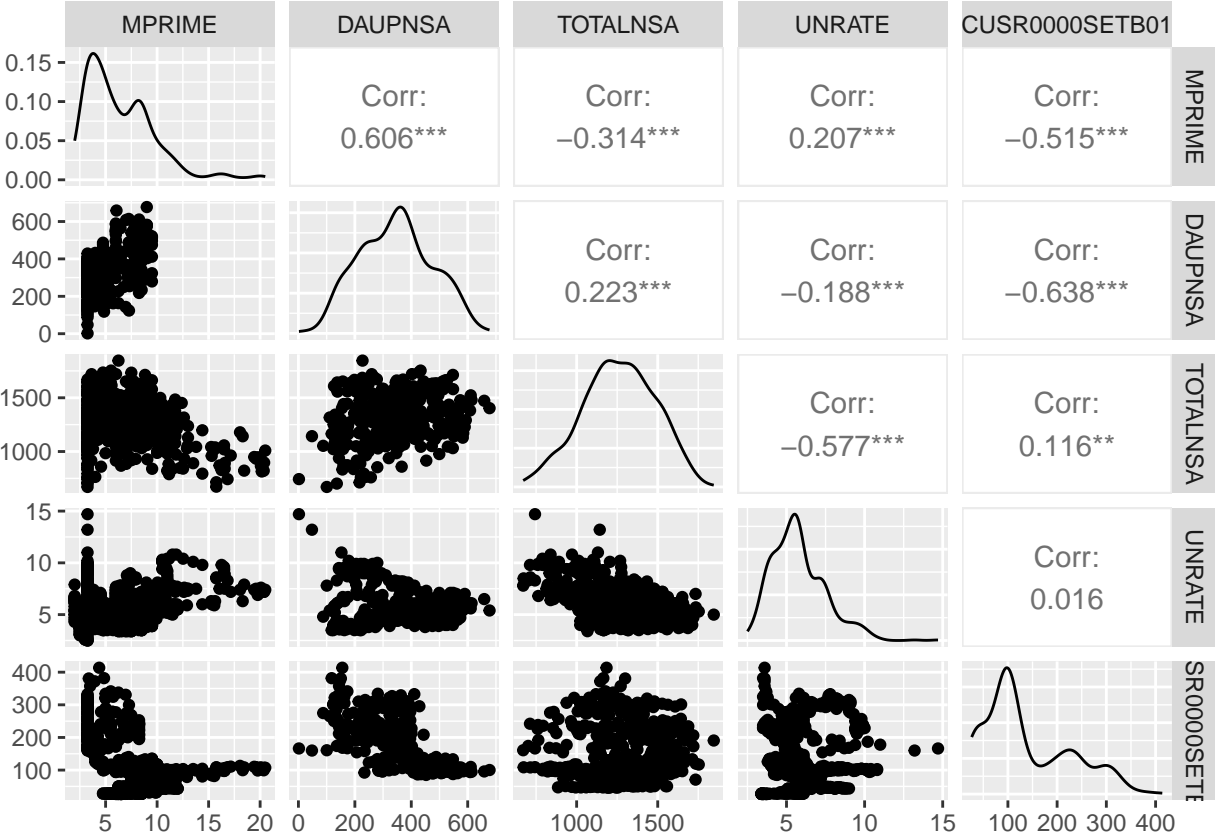 MPRIME DAUPNSA TOTALNSA UNRATE CUSR0000SETB01
0.15
0.10
0.05
0.00
Corr:
0.606***
Corr:
−0.314***
Corr:
0.207***
Corr:
−0.515***
MPRIME
600
400
200
0
Corr:
0.223***
Corr:
−0.188***
Corr:
−0.638***
DAUPNSA
1500
1000
Corr:
−0.577***
Corr:
0.116**
TOTALNSA
15
10
5
Corr:
0.016
UNRATE
400
300
200
100
SR0000SETE
5 10 15 20 0 200 400 600 1000 1500 5 10 15 100 200 300 400